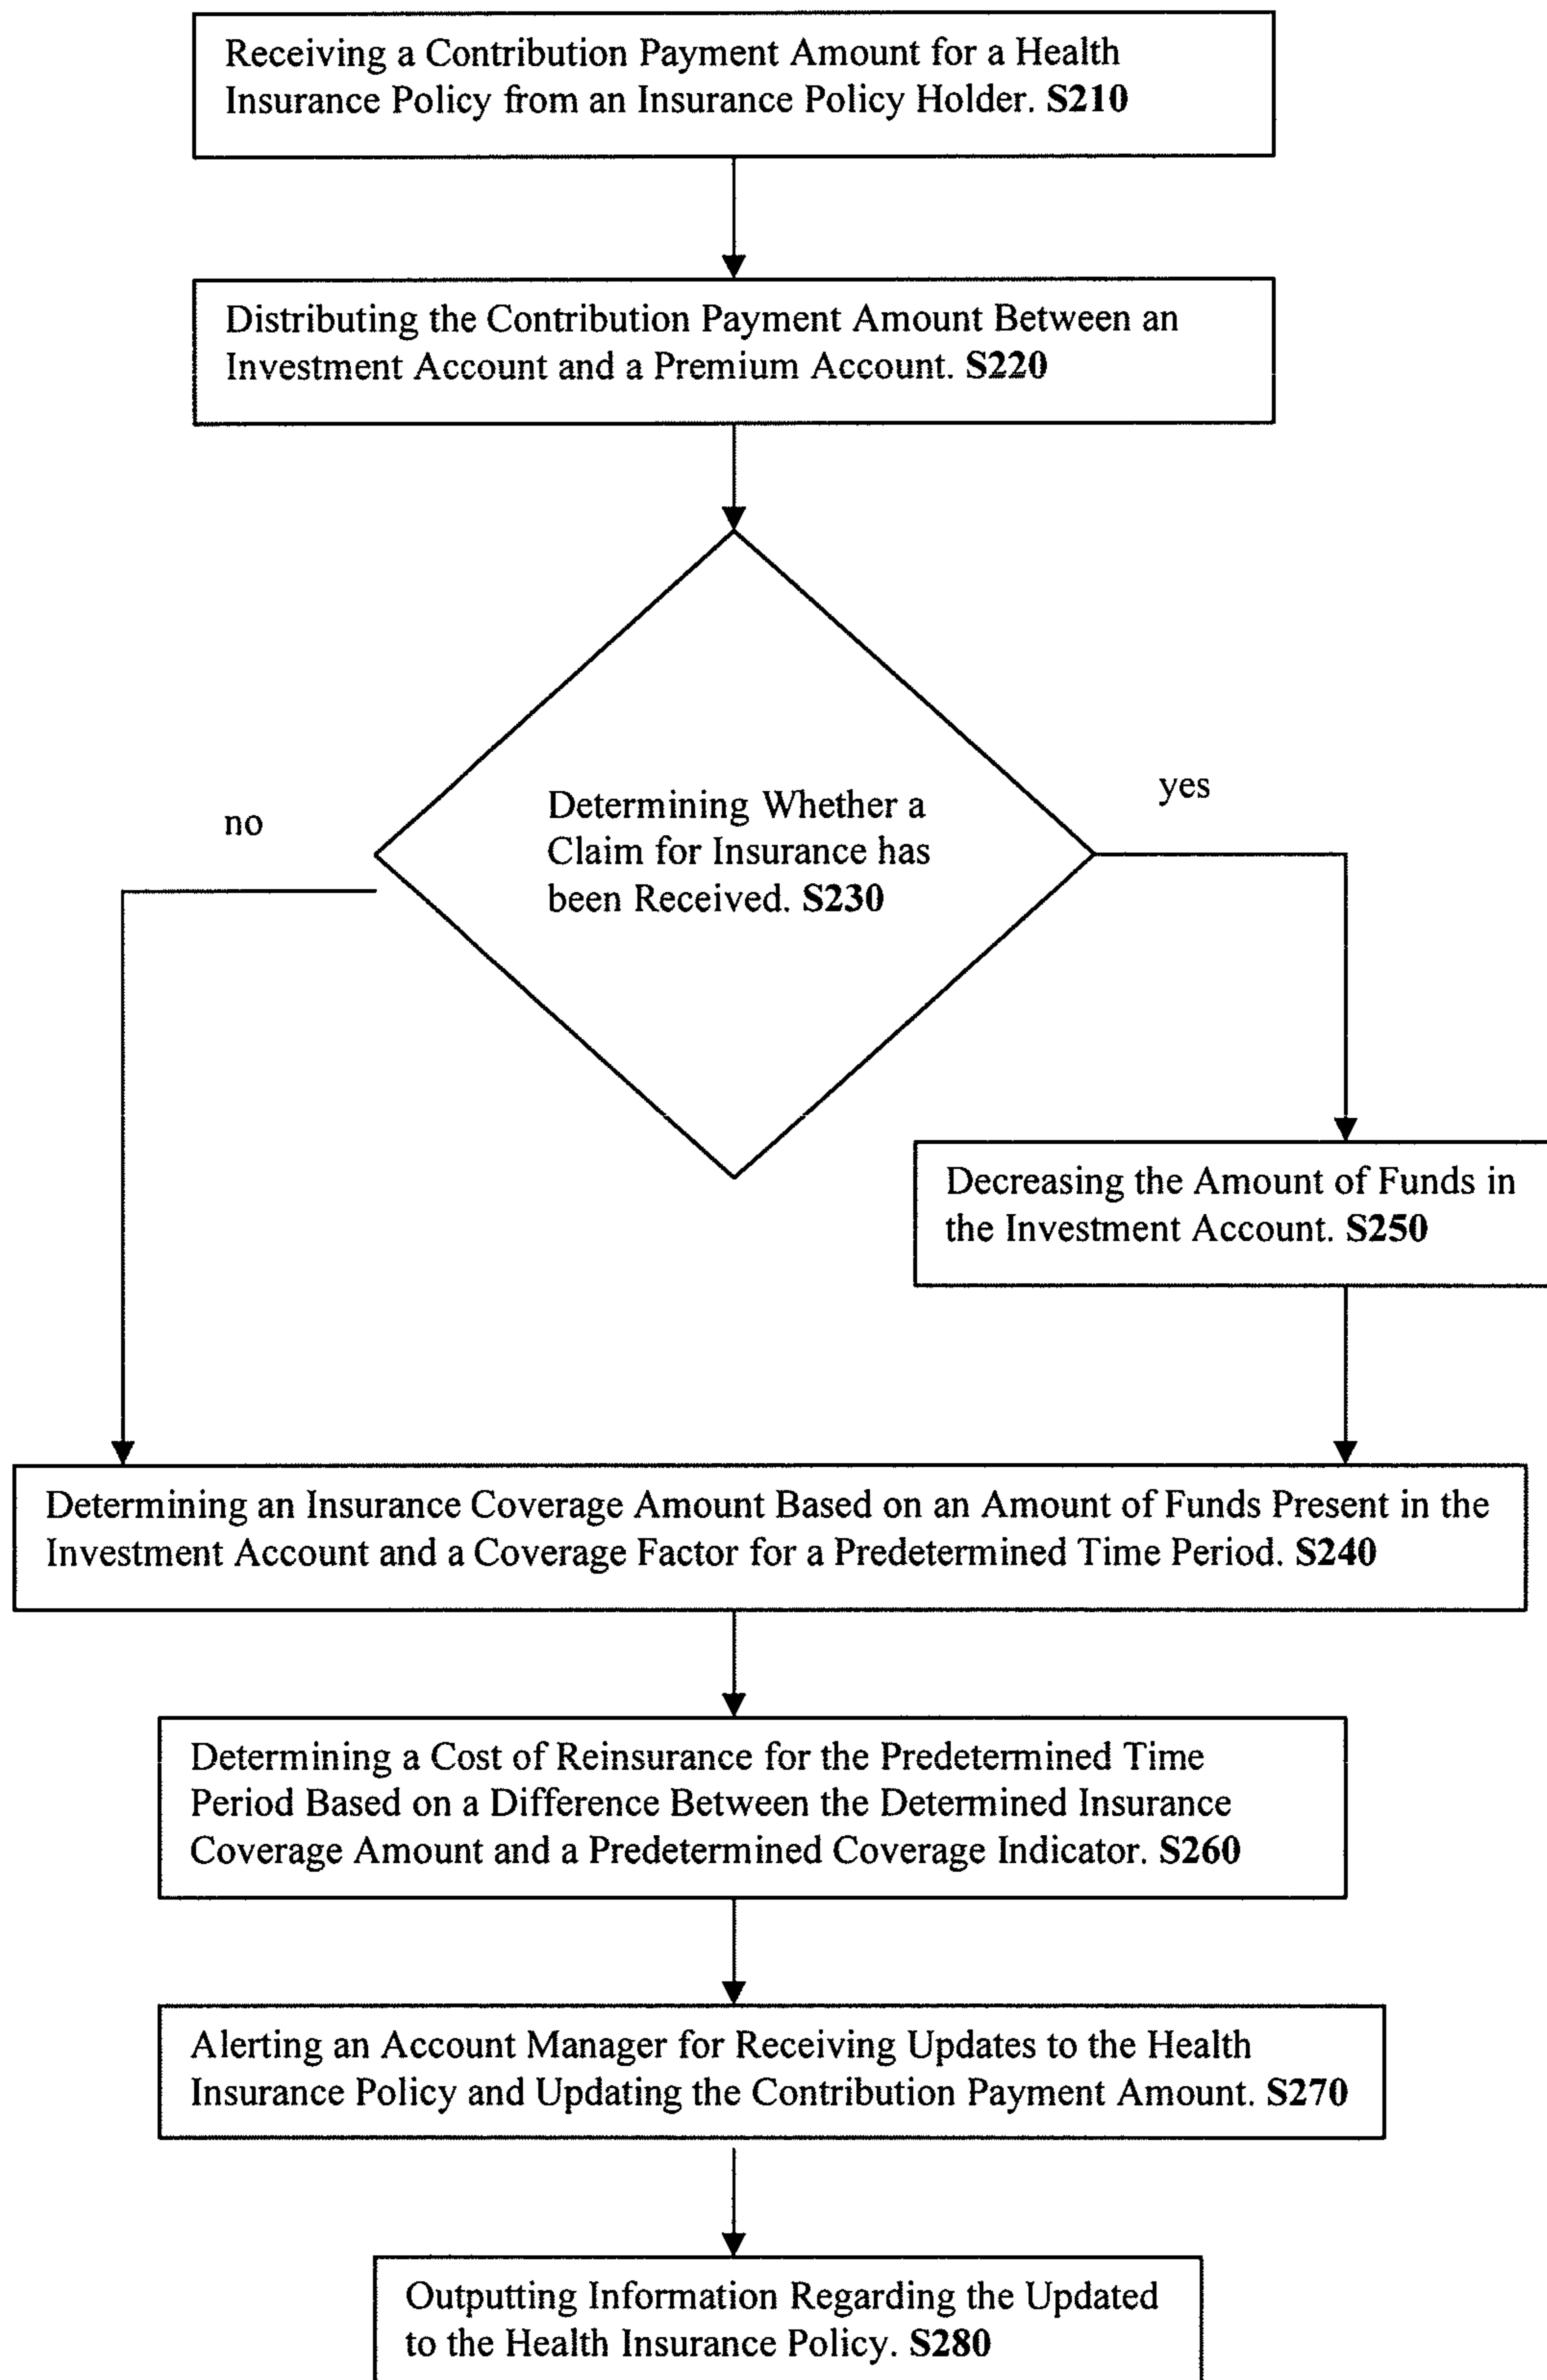 Receiving a Contribution Payment Amount for a Health
Insurance Policy from an Insurance Policy Holder. S210
Distributing the Contribution Payment Amount Between an
Investment Account and a Premium Account. S220
no
yes
Determining Whether a
Claim for Insurance has
been Received. S230
Decreasing the Amount of Funds in
the Investment Account. S250
Determining an Insurance Coverage Amount Based on an Amount of Funds Present in the
Investment Account and a Coverage Factor for a Predetermined Time Period. S240
Determining a Cost of Reinsurance for the Predetermined Time
Period Based on a Difference Between the Determined Insurance
Coverage Amount and a Predetermined Coverage Indicator. S260
Alerting an Account Manager for Receiving Updates to the Health
Insurance Policy and Updating the Contribution Payment Amount. S270
Outputting Information Regarding the Updated
to the Health Insurance Policy. S280